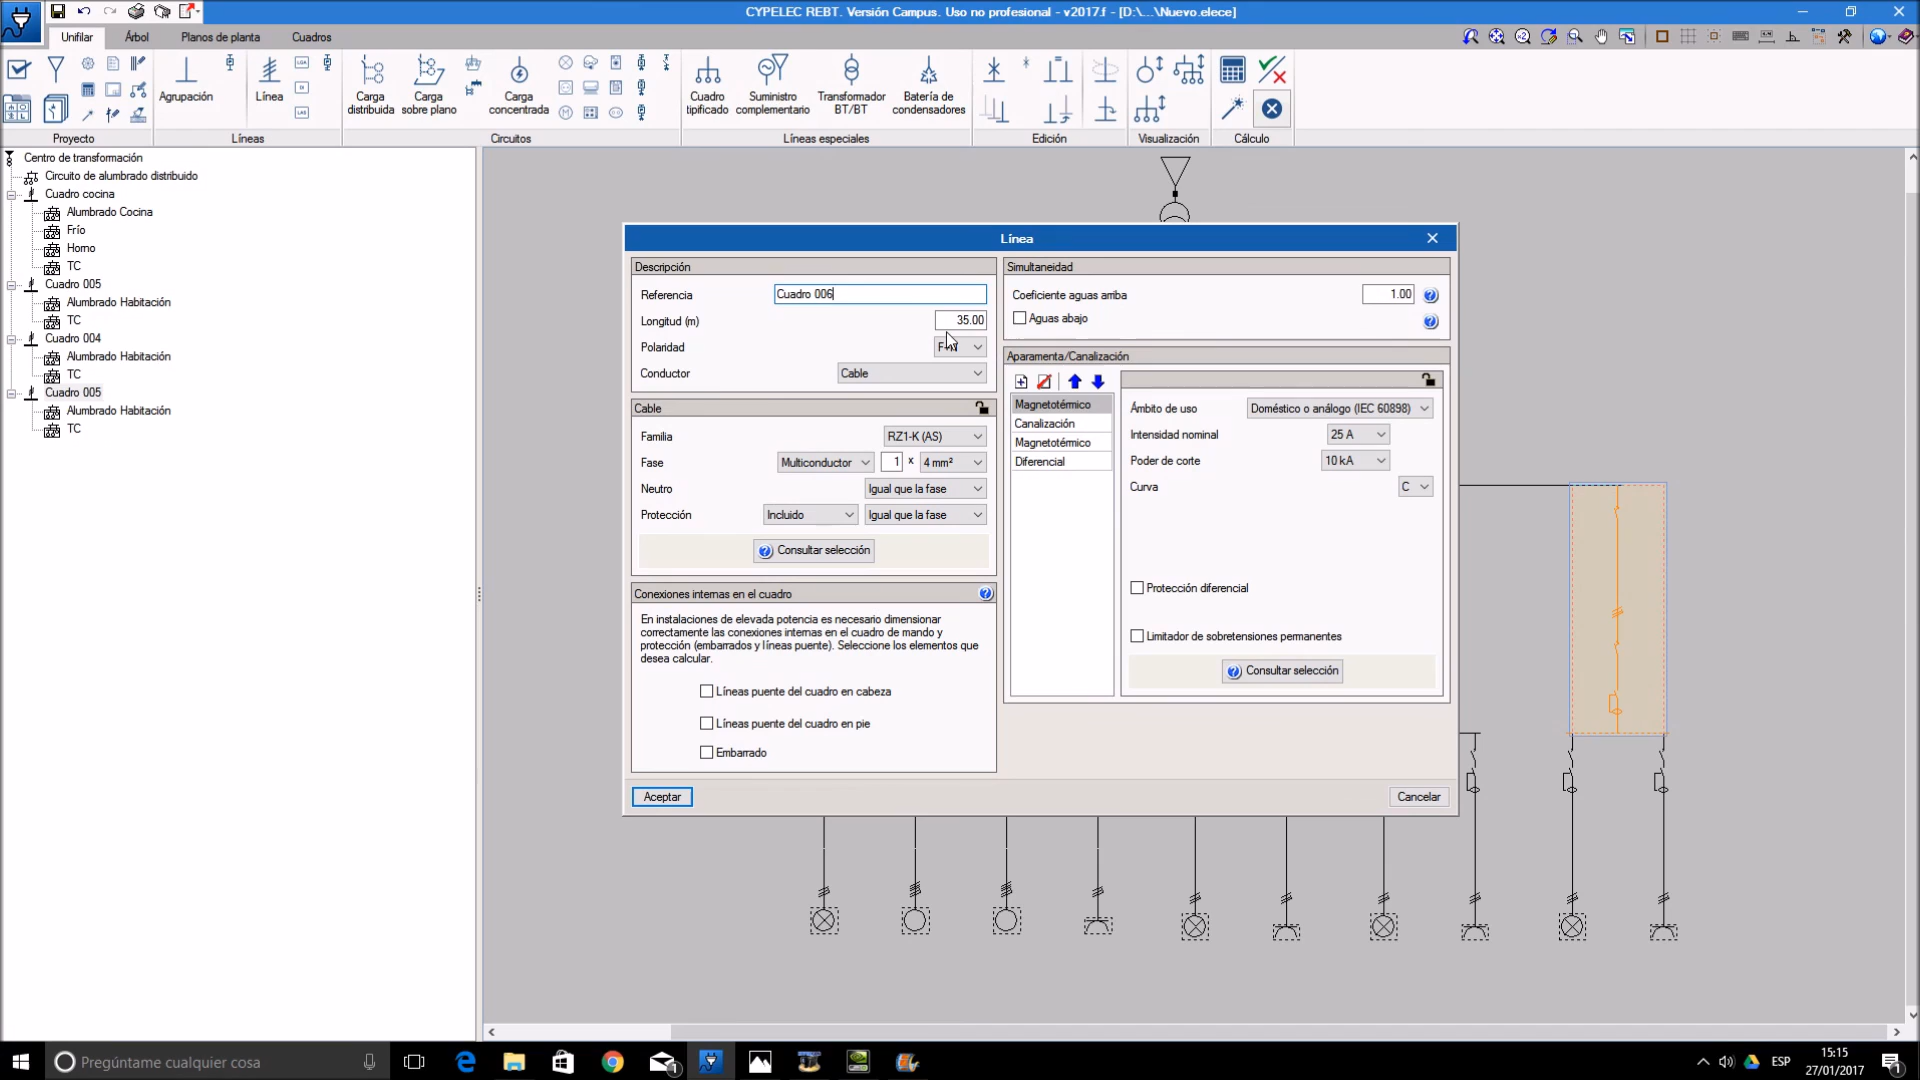 CYPELEC REBT. Versión Campus. Uso no profesional - v2017.f - [D:\...\Nuevo.elece]
Unifilar
Árbol
Planos de planta
Cuadros
Agrupación
Línea
Carga distribuida
Carga sobre plano
Carga concentrada
Cuadro tipificado
Suministro complementario
Transformador BT/BT
Batería de condensadores
Proyecto
Líneas
Circuitos
Líneas especiales
Edición
Visualización
Cálculo
Centro de transformación
Circuito de alumbrado distribuido
Cuadro cocina
Alumbrado Cocina
Frío
Horno
TC
Cuadro 005
Alumbrado Habitación
TC
Cuadro 004
Alumbrado Habitación
TC
Cuadro 005
Alumbrado Habitación
TC
Línea
Descripción
Referencia
Cuadro 006
Longitud (m)
35.00
Polaridad
Conductor
Cable
Cable
Familia
RZ1-K (AS)
Fase
Multiconductor
1
x
4 mm²
Neutro
Igual que la fase
Protección
Incluido
Igual que la fase
Consultar selección
Conexiones internas en el cuadro
En instalaciones de elevada potencia es necesario dimensionar
correctamente las conexiones internas en el cuadro de mando y
protección (embarrados y líneas puente). Seleccione los elementos que
desea calcular.
Líneas puente del cuadro en cabeza
Líneas puente del cuadro en pie
Embarrado
Simultaneidad
Coeficiente aguas arriba
1.00
Aguas abajo
Aparamenta/Canalización
Magnetotérmico
Canalización
Magnetotérmico
Diferencial
Ámbito de uso
Doméstico o análogo (IEC 60898)
Intensidad nominal
25 A
Poder de corte
10 kA
Curva
C
Protección diferencial
Limitador de sobretensiones permanentes
Consultar selección
Aceptar
Cancelar
Pregúntame cualquier cosa
ESP
15:15
27/01/2017